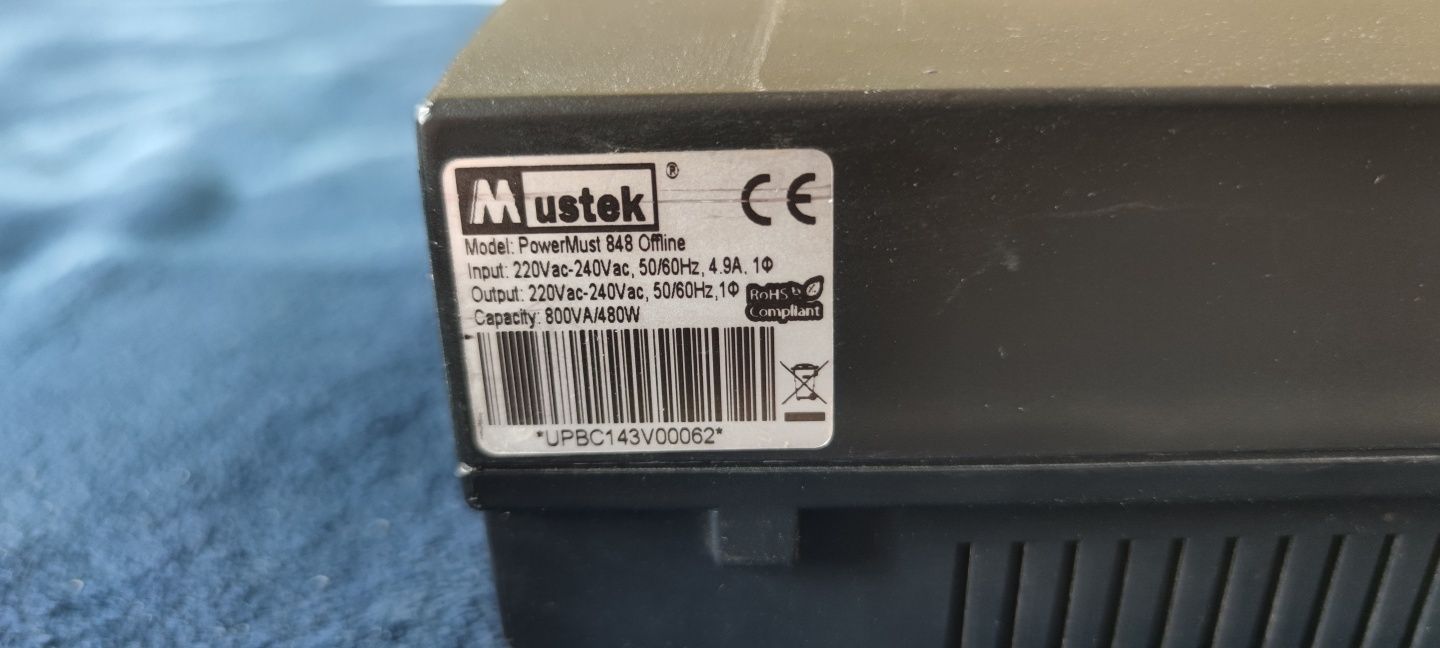 Mustek ®
CE
Model: PowerMust 848 Offline
Input: 220Vac-240Vac, 50/60Hz, 4.9A, 1Φ
Output: 220Vac-240Vac, 50/60Hz,1Φ
RoHS
Compliant
Capacity: 800VA/480W
*UPBC143V00062*